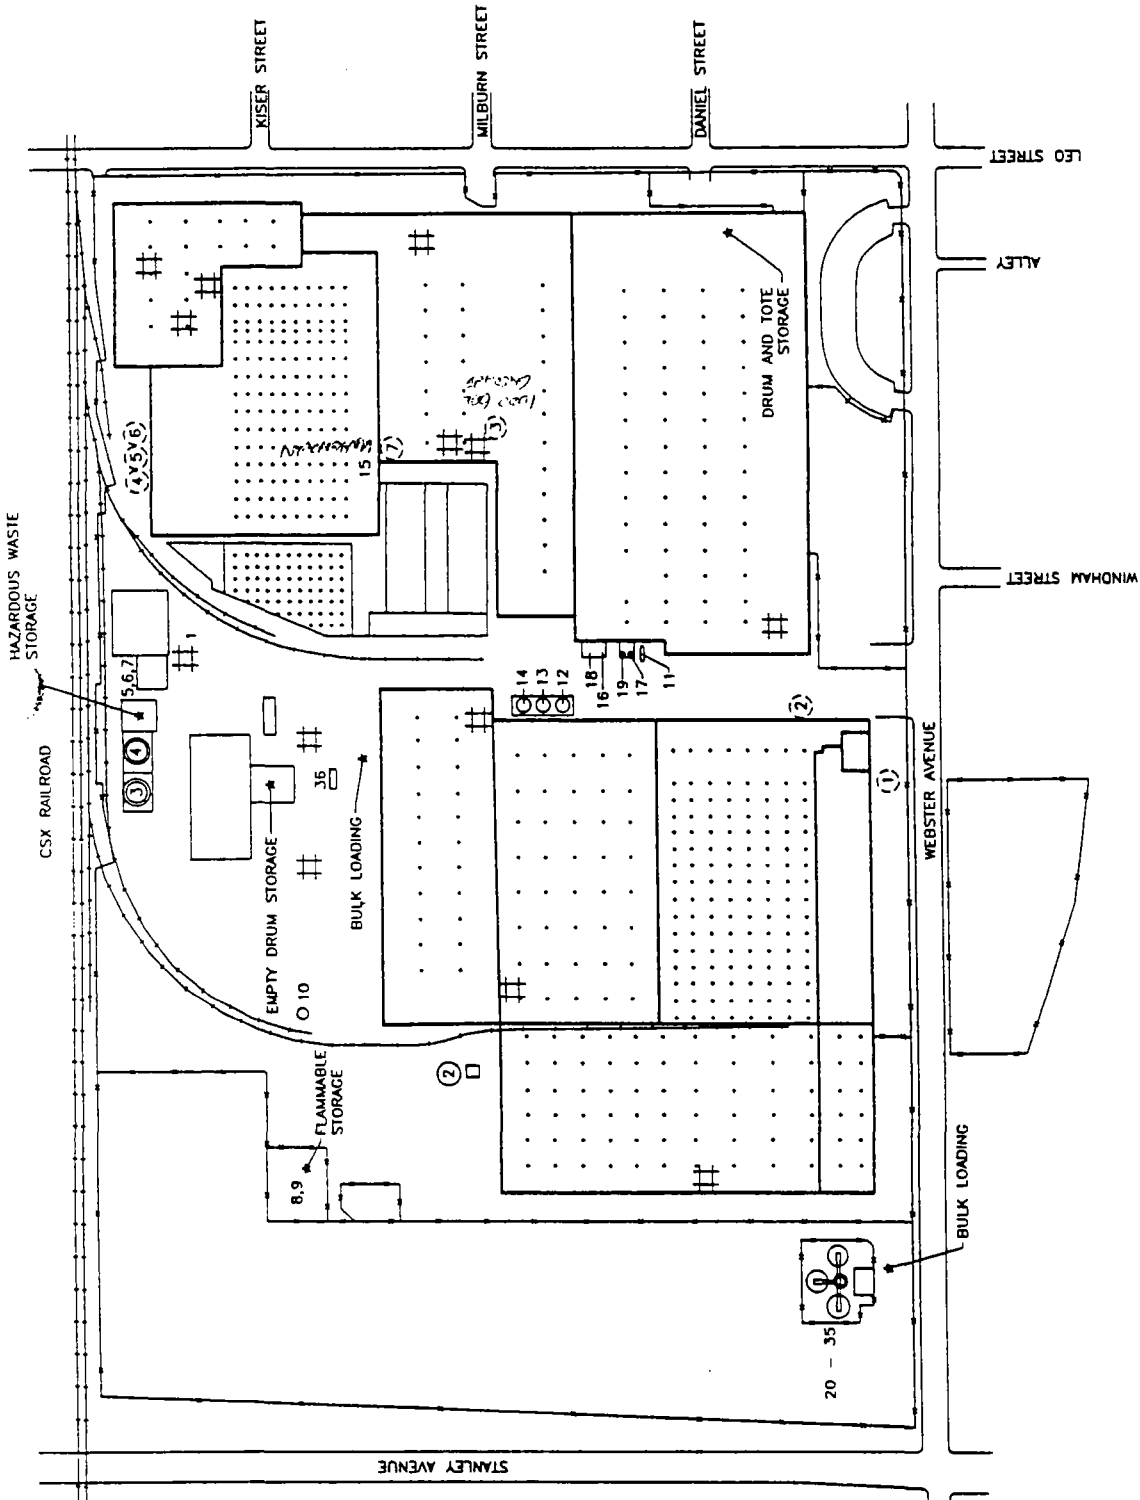 KISER STREET
MILBURN STREET
DANIEL STREET
LEO STREET
ALLEY
WINDHAM STREET
WEBSTER AVENUE
STANLEY AVENUE
CSX RAILROAD
HAZARDOUS WASTE
STORAGE
5,6,7
1
4
3
4 5 6
UNKNOWN
15
7
3
DRUM AND TOTE
STORAGE
EMPTY DRUM STORAGE
36
BULK LOADING
14
13
12
18
16
19
17
11
2
1
10
FLAMMABLE
STORAGE
8,9
2
20 - 35
BULK LOADING